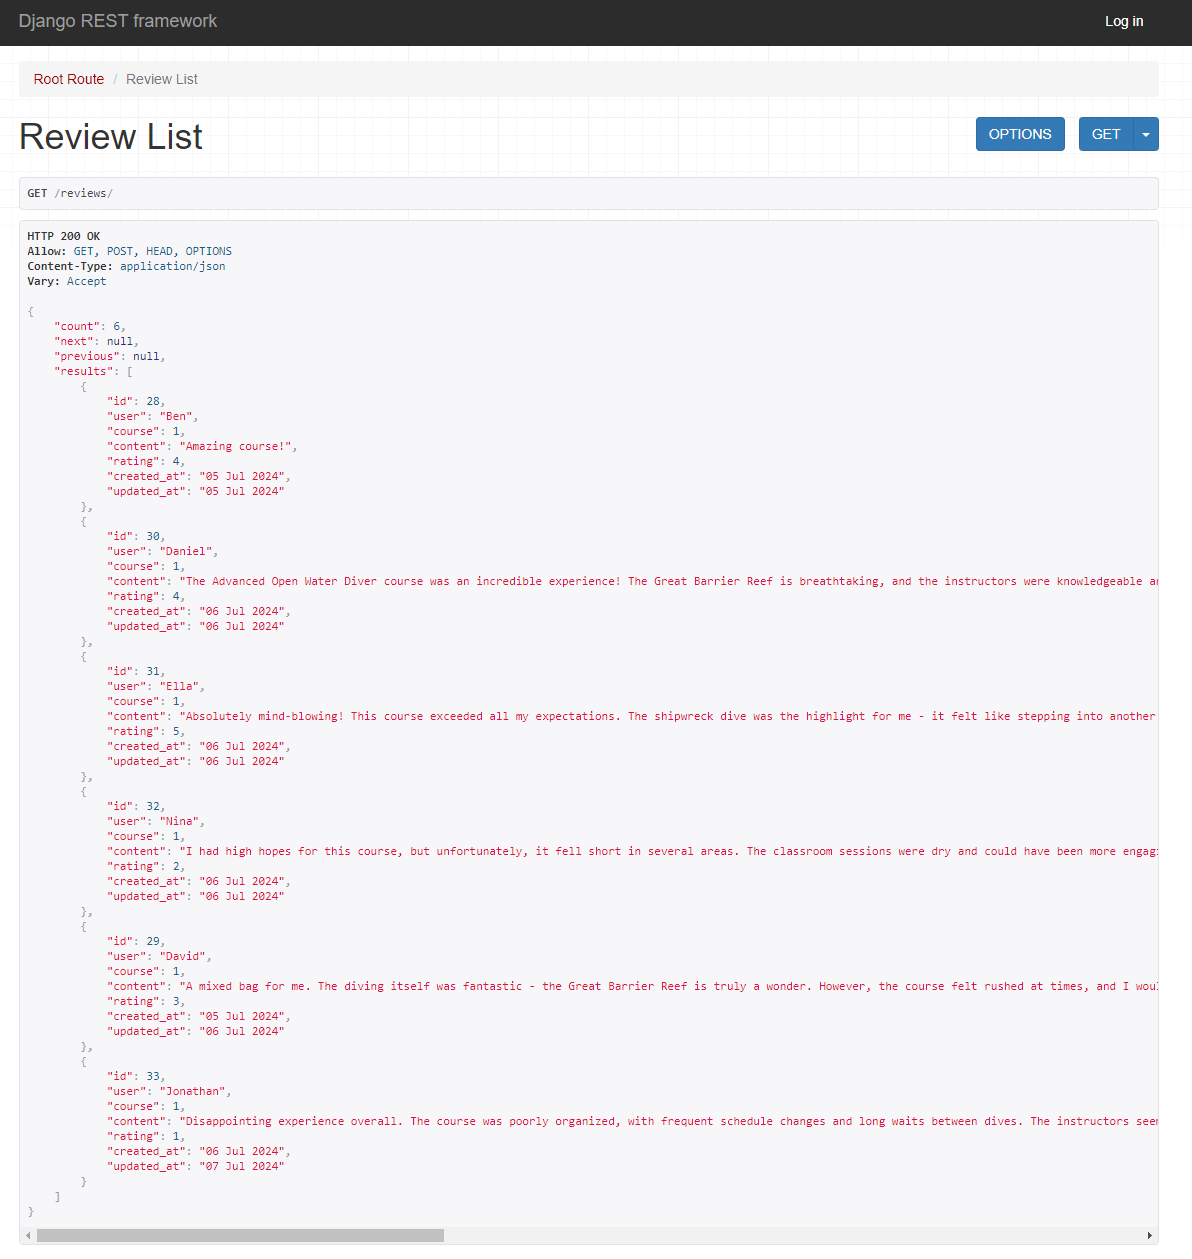 Django REST framework
Log in
Root Route / Review List
Review List
OPTIONS
GET
GET /reviews/
HTTP 200 OK
Allow: GET, POST, HEAD, OPTIONS
Content-Type: application/json
Vary: Accept
{
"count": 6,
"next": null,
"previous": null,
"results": [
{
"id": 28,
"user": "Ben",
"course": 1,
"content": "Amazing course!",
"rating": 4,
"created_at": "05 Jul 2024",
"updated_at": "05 Jul 2024"
},
{
"id": 30,
"user": "Daniel",
"course": 1,
"content": "The Advanced Open Water Diver course was an incredible experience! The Great Barrier Reef is breathtaking, and the instructors were knowledgeable
"rating": 4,
"created_at": "06 Jul 2024",
"updated_at": "06 Jul 2024"
},
{
"id": 31,
"user": "Ella",
"course": 1,
"content": "Absolutely mind-blowing! This course exceeded all my expectations. The shipwreck dive was the highlight for me - it felt like stepping into another
"rating": 5,
"created_at": "06 Jul 2024",
"updated_at": "06 Jul 2024"
},
{
"id": 32,
"user": "Nina",
"course": 1,
"content": "I had high hopes for this course, but unfortunately, it fell short in several areas. The classroom sessions were dry and could have been more
"rating": 2,
"created_at": "06 Jul 2024",
"updated_at": "06 Jul 2024"
},
{
"id": 29,
"user": "David",
"course": 1,
"content": "A mixed bag for me. The diving itself was fantastic - the Great Barrier Reef is truly a wonder. However, the course felt rushed at times, and I
"rating": 3,
"created_at": "05 Jul 2024",
"updated_at": "06 Jul 2024"
},
{
"id": 33,
"user": "Jonathan",
"course": 1,
"content": "Disappointing experience overall. The course was poorly organized, with frequent schedule changes and long waits between dives. The instructors
"rating": 1,
"created_at": "06 Jul 2024",
"updated_at": "07 Jul 2024"
}
]
}